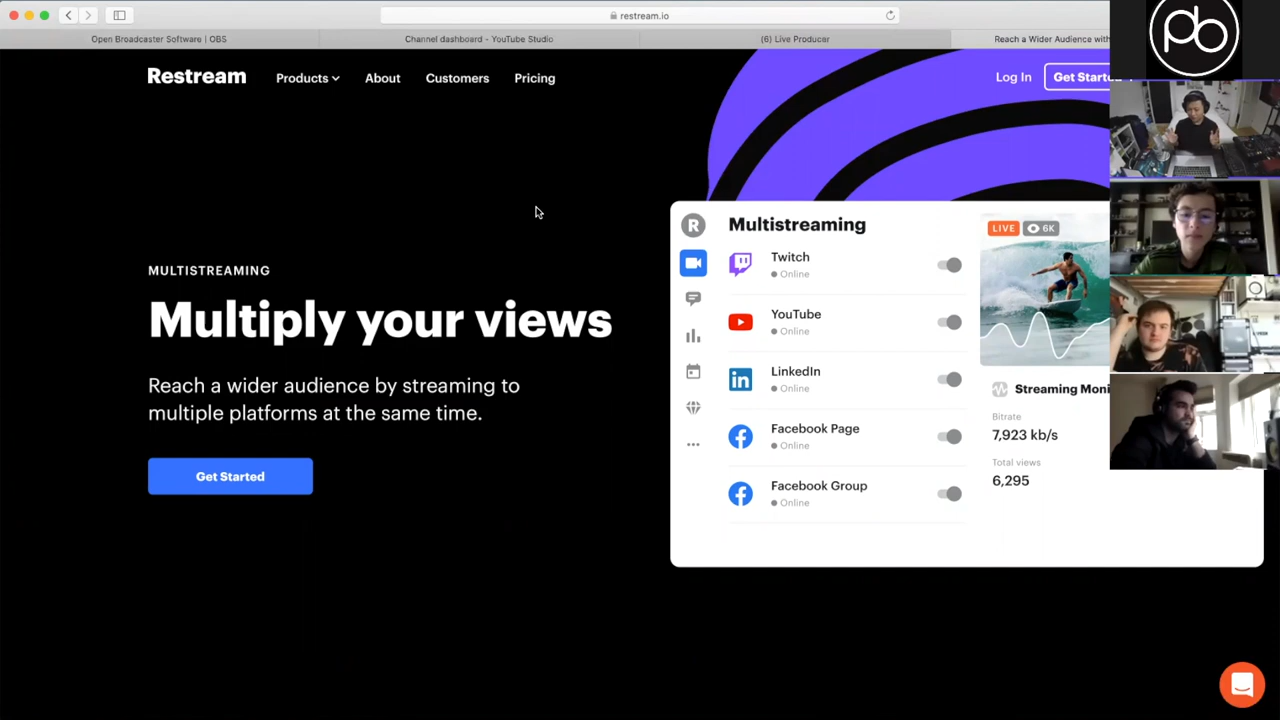 restream.io
Open Broadcaster Software | OBS
Channel dashboard - YouTube Studio
(6) Live Producer
Reach a Wider Audience with
pb
Restream
Products
About
Customers
Pricing
Log In
Get Started
MULTISTREAMING
Multiply your views
Reach a wider audience by streaming to
multiple platforms at the same time.
Get Started
R
Multistreaming
Twitch
Online
YouTube
Online
LinkedIn
Online
Facebook Page
Online
Facebook Group
Online
LIVE
6K
Streaming Moni
Bitrate
7,923 kb/s
Total views
6,295